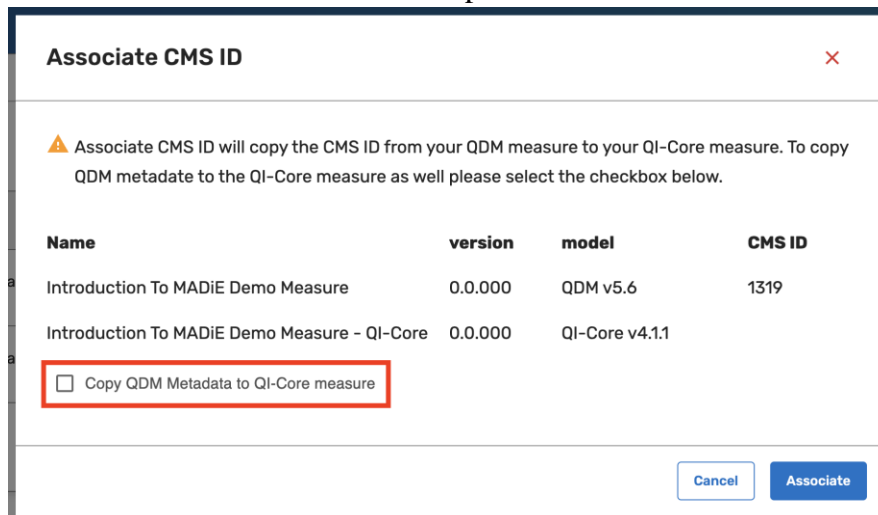 Associate CMS ID
Associate CMS ID will copy the CMS ID from your QDM measure to your QI-Core measure. To copy
QDM metadate to the QI-Core measure as well please select the checkbox below.
Name version model CMS ID
Introduction To MADiE Demo Measure 0.0.000 QDM v5.6 1319
Introduction To MADiE Demo Measure - QI-Core 0.0.000 QI-Core v4.1.1
Copy QDM Metadata to QI-Core measure
Cancel Associate